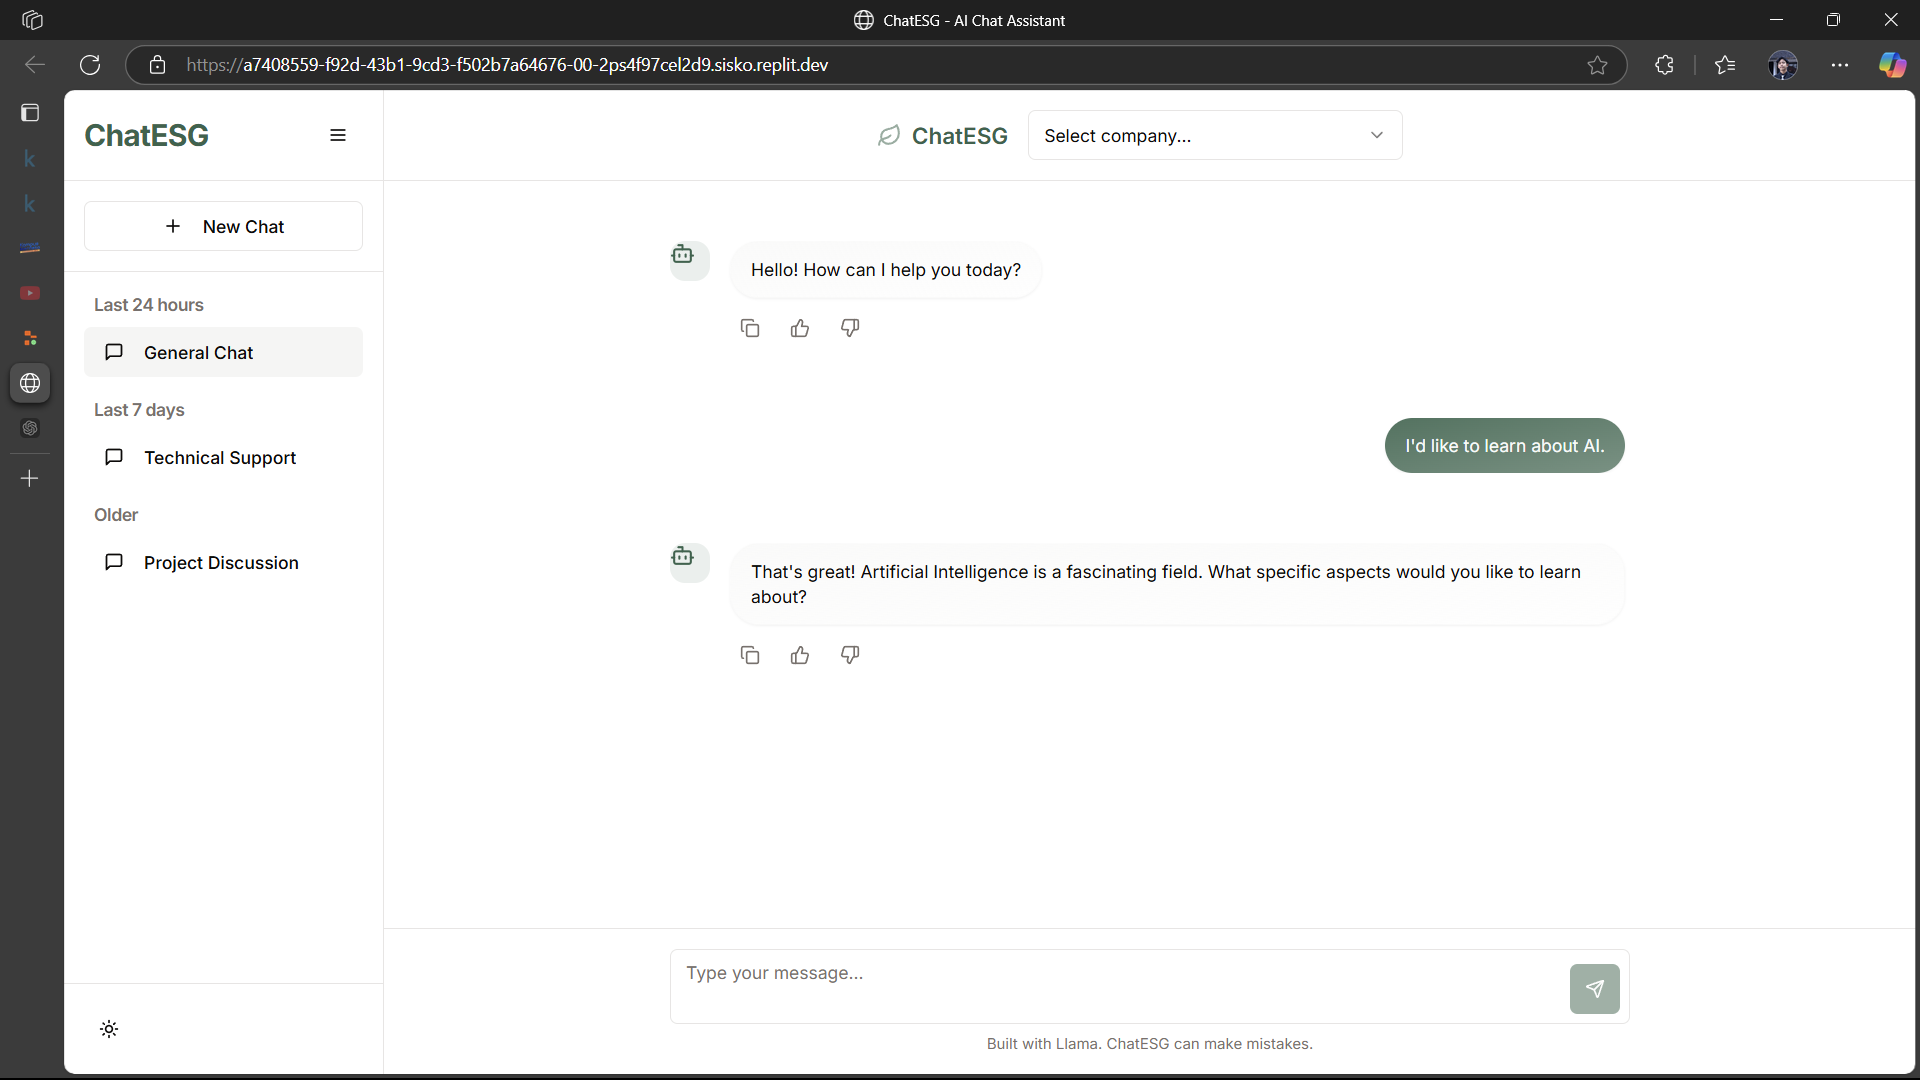 ChatESG - AI Chat Assistant
https://a7408559-f92d-43b1-9cd3-f502b7a64676-00-2ps4f97cel2d9.sisko.replit.dev
ChatESG
ChatESG
Select company...
New Chat
Last 24 hours
General Chat
Last 7 days
Technical Support
Older
Project Discussion
Hello! How can I help you today?
I'd like to learn about AI.
That's great! Artificial Intelligence is a fascinating field. What specific aspects would you like to learn
about?
Type your message...
Built with Llama. ChatESG can make mistakes.